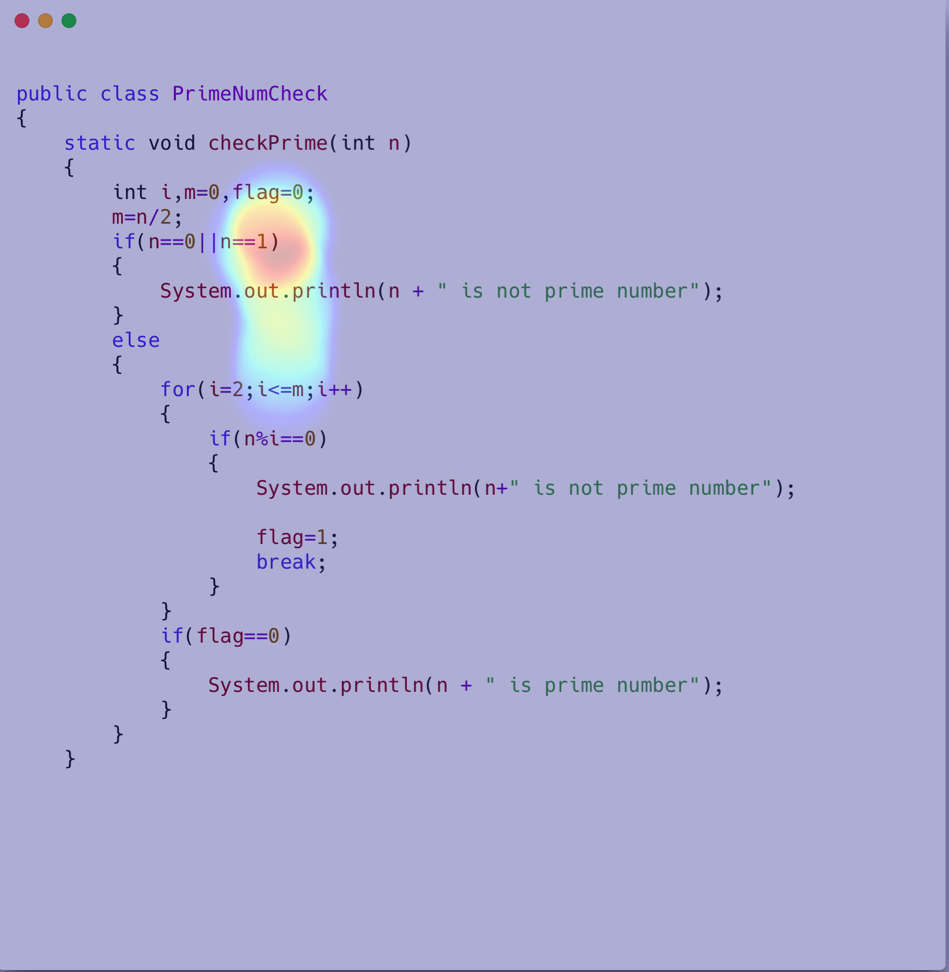 public class PrimeNumCheck
{
    static void checkPrime(int n)
    {
        int i,m=0,flag=0;
        m=n/2;
        if(n==0||n==1)
        {
            System.out.println(n + " is not prime number");
        }
        else
        {
            for(i=2;i<=m;i++)
            {
                if(n%i==0)
                {
                    System.out.println(n+" is not prime number");

                    flag=1;
                    break;
                }
            }
            if(flag==0)
            {
                System.out.println(n + " is prime number");
            }
        }
    }